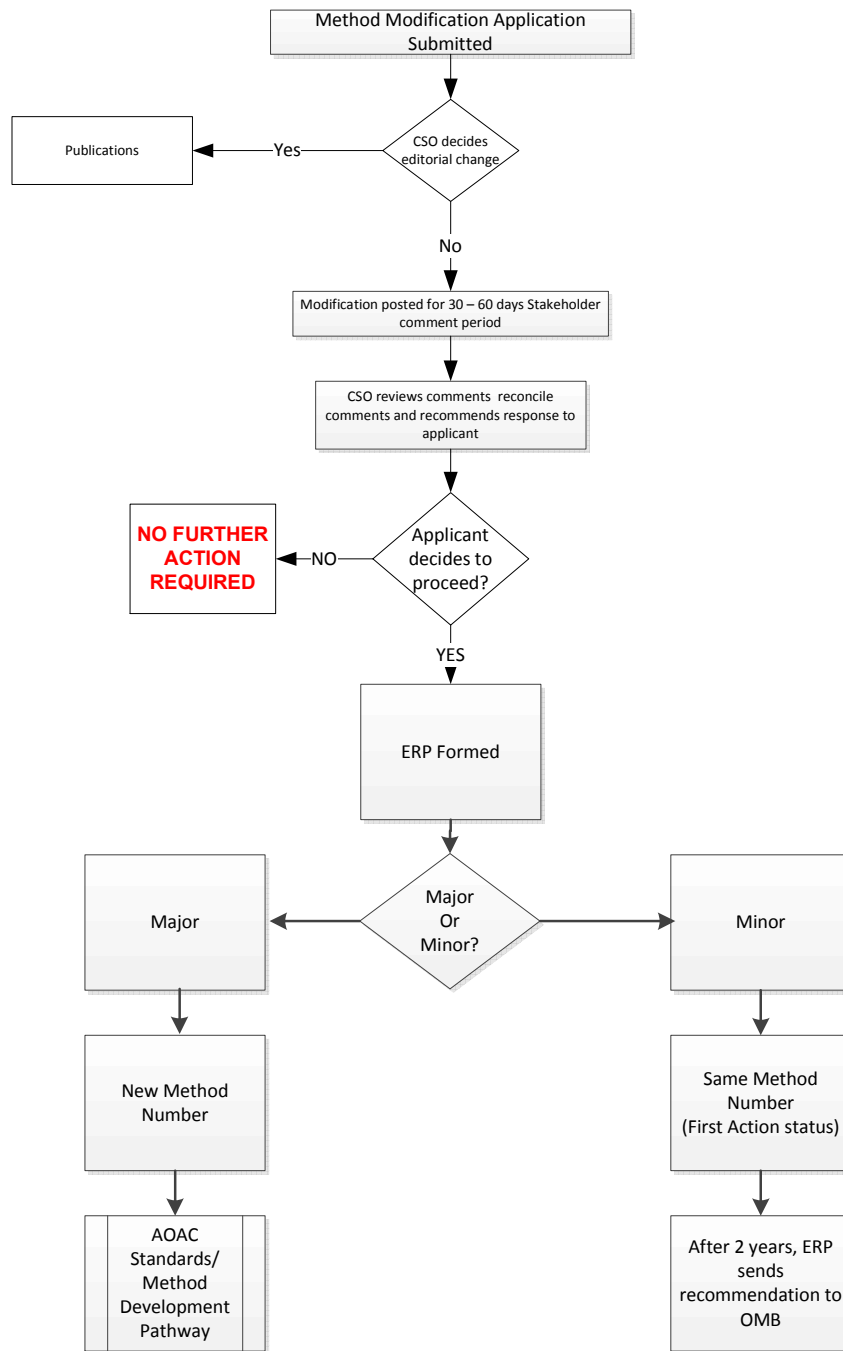 Method Modification Application
Submitted
CSO decides
editorial change
Yes
Publications
No
Modification posted for 30 – 60 days Stakeholder
comment period
CSO reviews comments  reconcile
comments and recommends response to
applicant
Applicant
decides to
proceed?
NO
NO FURTHER
ACTION
REQUIRED
YES
ERP Formed
Major
Or
Minor?
Major
Minor
New Method
Number
Same Method
Number
(First Action status)
AOAC
Standards/
Method
Development
Pathway
After 2 years, ERP
sends
recommendation to
OMB